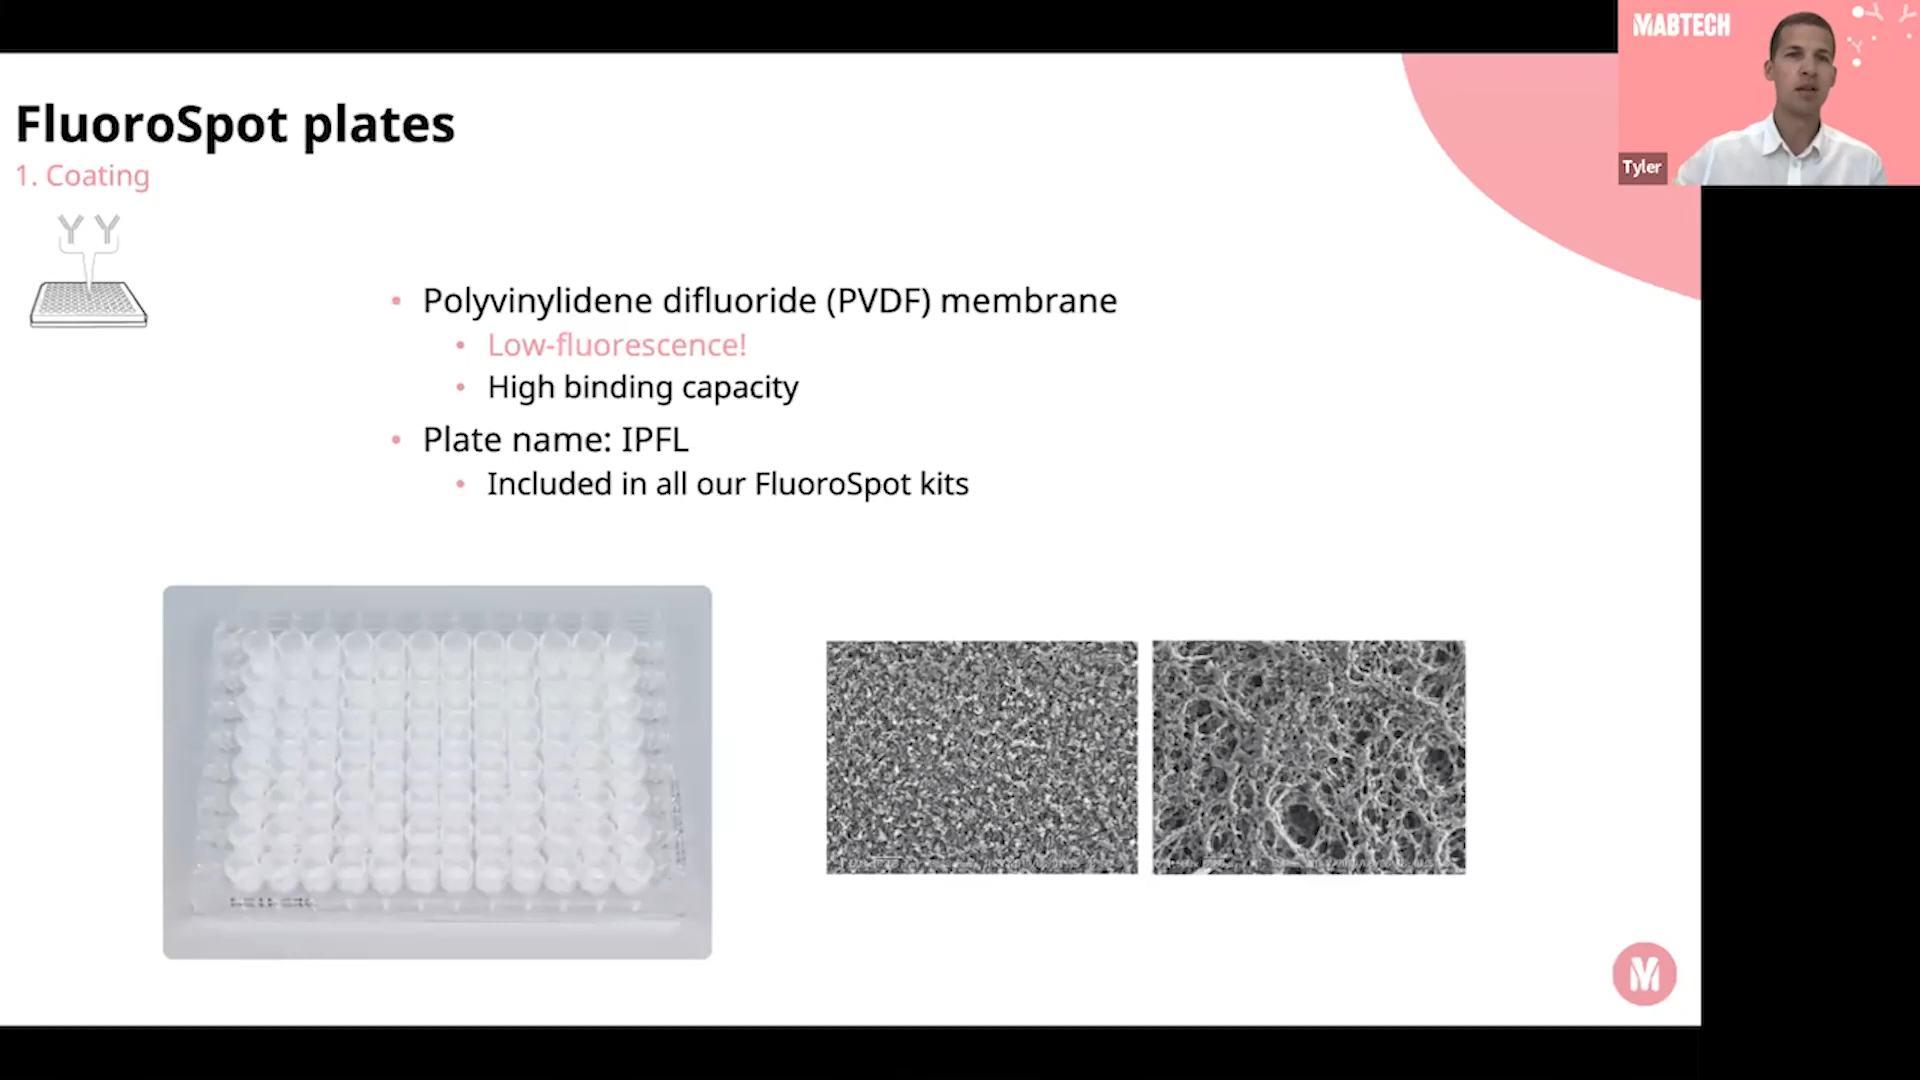 MABTECH
Tyler
FluoroSpot plates
1. Coating
• Polyvinylidene difluoride (PVDF) membrane
• Low-fluorescence!
• High binding capacity
• Plate name: IPFL
• Included in all our FluoroSpot kits